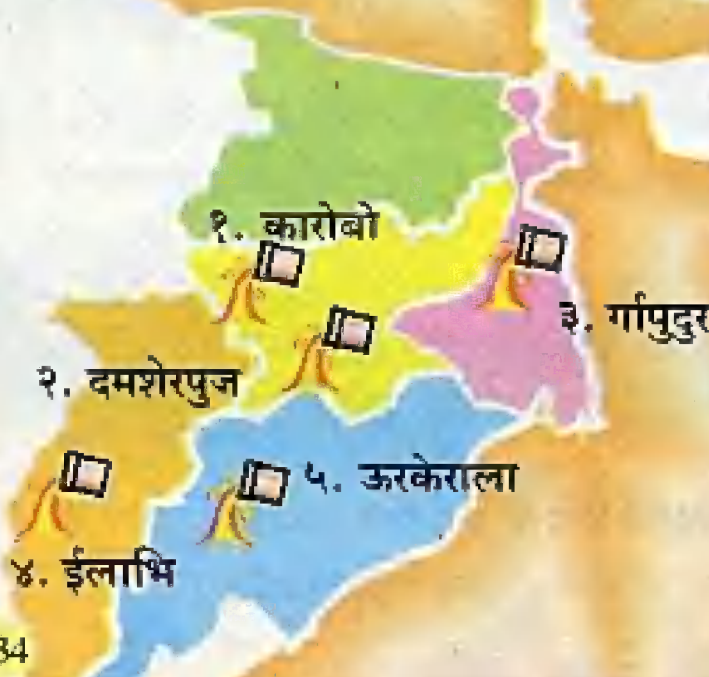 १. कारोबो
३. र्गापुदुर
२. दमशेरपुज
५. ऊरकेराला
४. ईलाभि
34